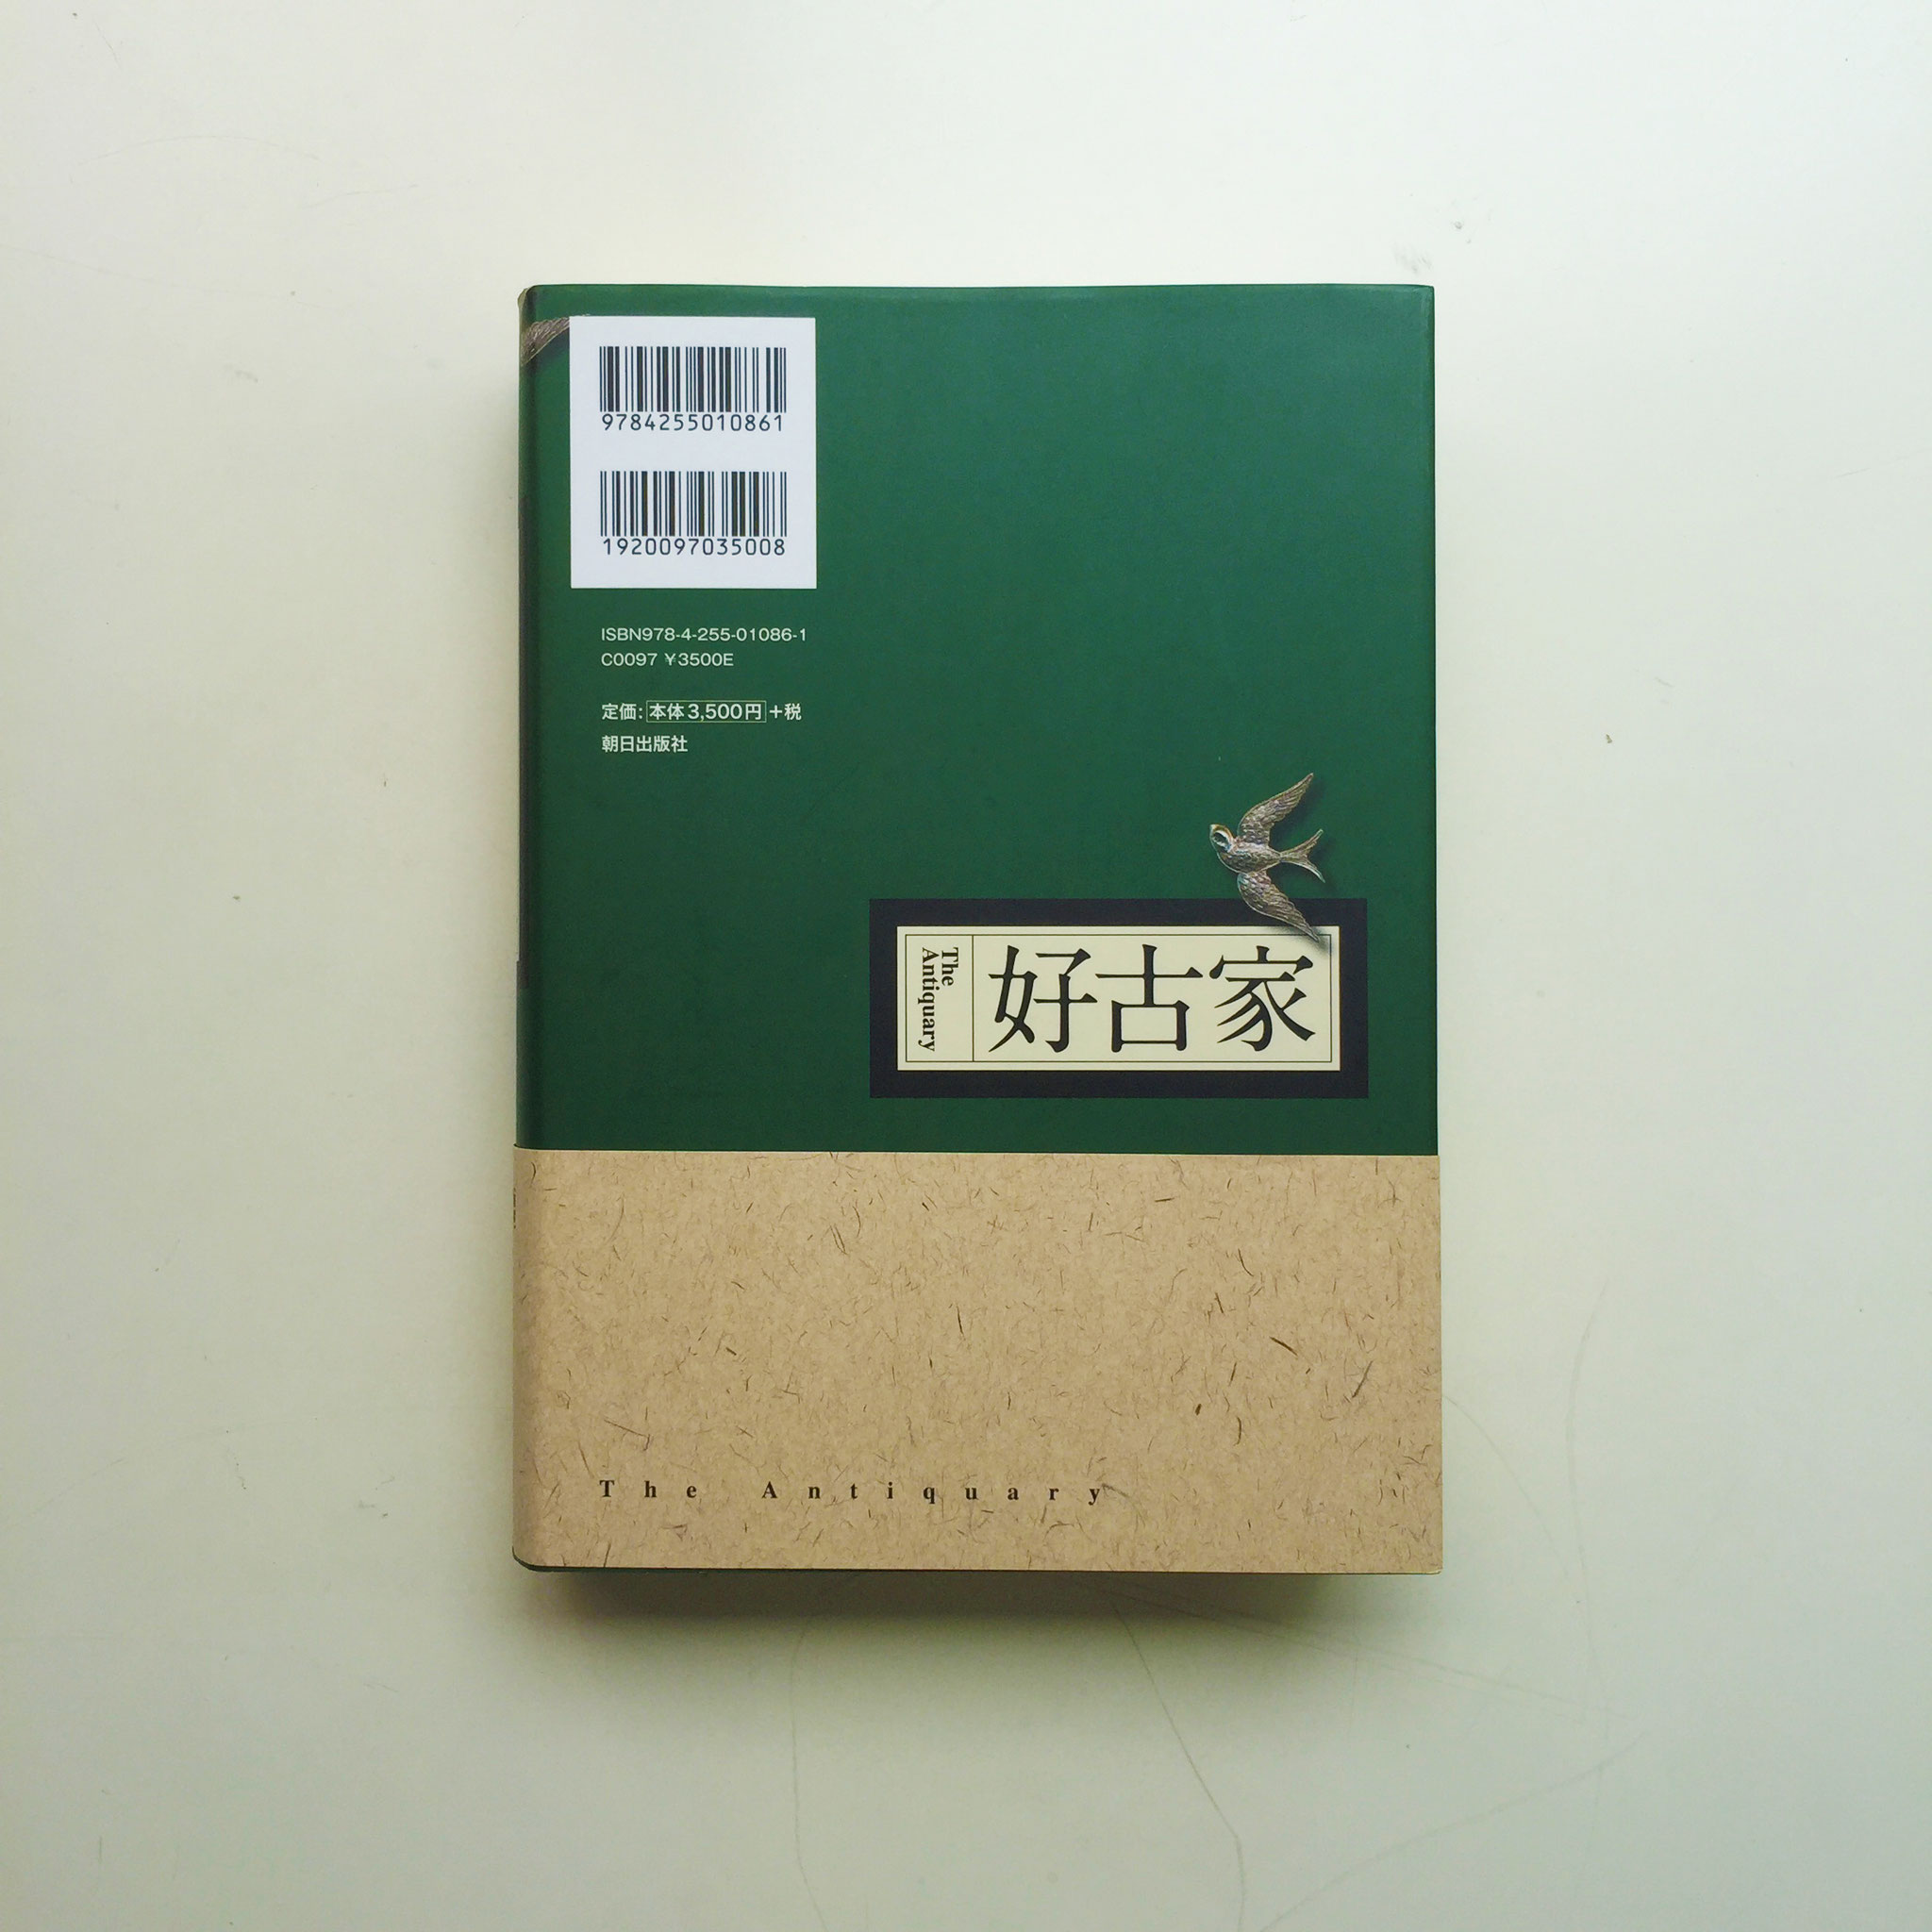 9784255010861
1920097035008
ISBN978-4-255-01086-1
C0097 ¥3500E
定価：本体3,500円+税
朝日出版社
The
Antiquary
好古家
The Antiquary